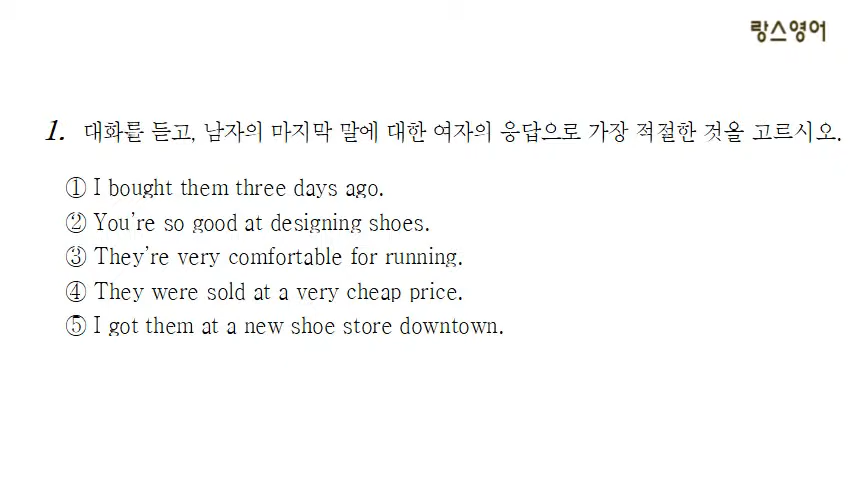 랑스영어
1. 대화를 듣고, 남자의 마지막 말에 대한 여자의 응답으로 가장 적절한 것을 고르시오.
① I bought them three days ago.
② You're so good at designing shoes.
③ They're very comfortable for running.
④ They were sold at a very cheap price.
⑤ I got them at a new shoe store downtown.